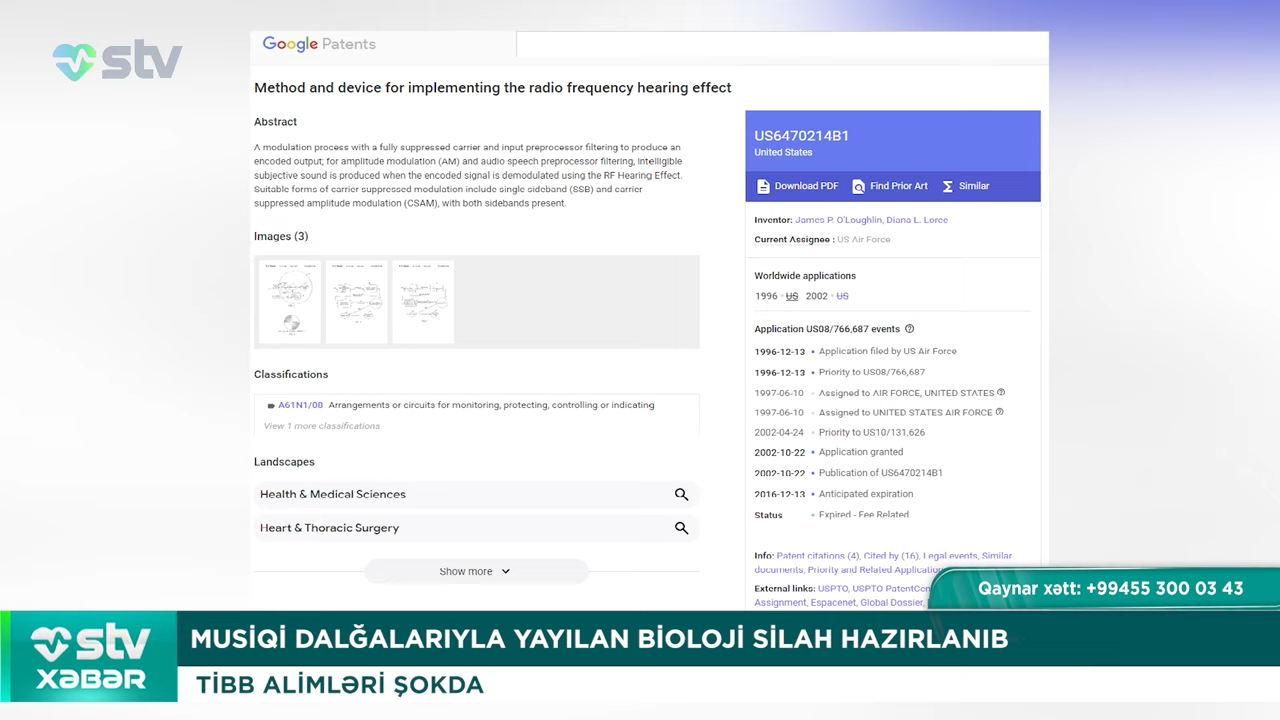 stv
Google Patents
Method and device for implementing the radio frequency hearing effect
Abstract
A modulation process with a fully suppressed carrier and input preprocessor filtering to produce an
encoded output; for amplitude modulation (AM) and audio speech preprocessor filtering, intelligible
subjective sound is produced when the encoded signal is demodulated using the RF Hearing Effect.
Suitable forms of carrier suppressed modulation include single sideband (SSB) and carrier
suppressed amplitude modulation (CSAM), with both sidebands present.
Images (3)
Classifications
A61N1/08 Arrangements or circuits for monitoring, protecting, controlling or indicating
View 1 more classifications
Landscapes
Health & Medical Sciences
Heart & Thoracic Surgery
Show more
US6470214B1
United States
Download PDF Find Prior Art Similar
Inventor: James P. O'Loughlin, Diana L. Loree
Current Assignee : US Air Force
Worldwide applications
1996 US 2002 US
Application US08/766,687 events
1996-12-13 Application filed by US Air Force
1996-12-13 Priority to US08/766,687
1997-06-10 Assigned to AIR FORCE, UNITED STATES
1997-06-10 Assigned to UNITED STATES AIR FORCE
2002-04-24 Priority to US10/131,626
2002-10-22 Application granted
2002-10-22 Publication of US6470214B1
2016-12-13 Anticipated expiration
Status Expired - Fee Related
Info: Patent citations (4), Cited by (16), Legal events, Similar
documents, Priority and Related Application
External links: USPTO, USPTO PatentCen
Assignment, Espacenet, Global Dossier,
Qaynar xətt: +99455 300 03 43
stv
XƏBƏR
MUSİQİ DALĞALARIYLA YAYILAN BİOLOJİ SİLAH HAZIRLANIB
TİBB ALİMLƏRİ ŞOKDA